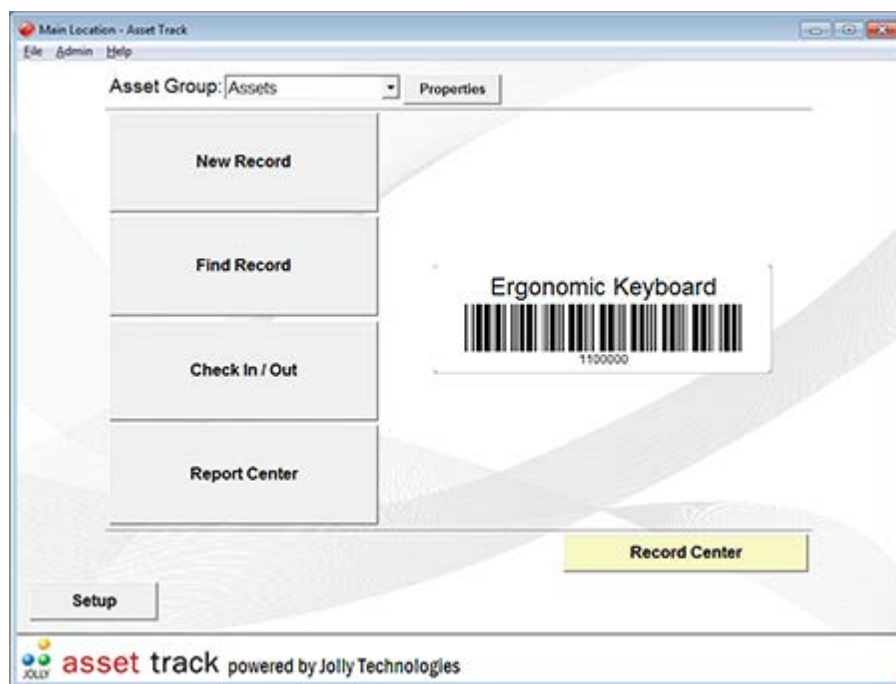 Main Location - Asset Track
File Admin Help
Asset Group: Assets Properties
New Record
Find Record
Ergonomic Keyboard
1100000
Check In / Out
Report Center
Record Center
Setup
JOLLY asset track powered by Jolly Technologies